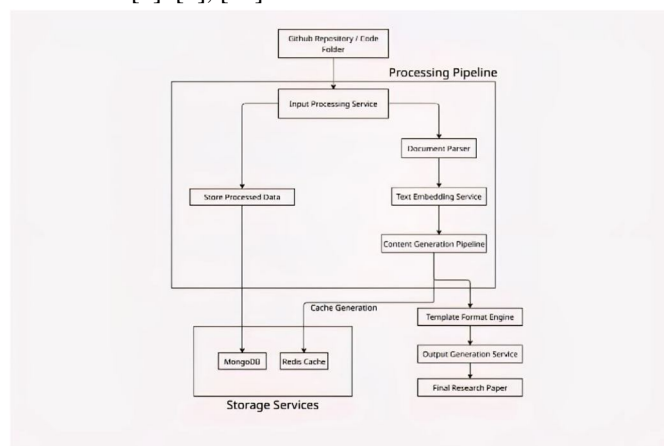 Github Repository / Code
Folder
Processing Pipeline
Input Processing Service
Document Parser
Store Processed Data
Text Embedding Service
Content Generation Pipeline
Cache Generation
Template Format Engine
MongoDB
Redis Cache
Output Generation Service
Final Research Paper
Storage Services